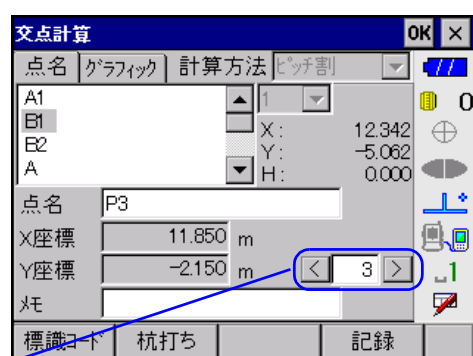 交点計算 OK ×
点名 グラフィック 計算方法 ピッチ割
A1
B1
B2
A
1
X: 12.342
Y: -5.062
H: 0.000
0
点名 P3
X座標 11.850 m
Y座標 -2.150 m < 3 >
メモ
1
標識コード 杭打ち 記録